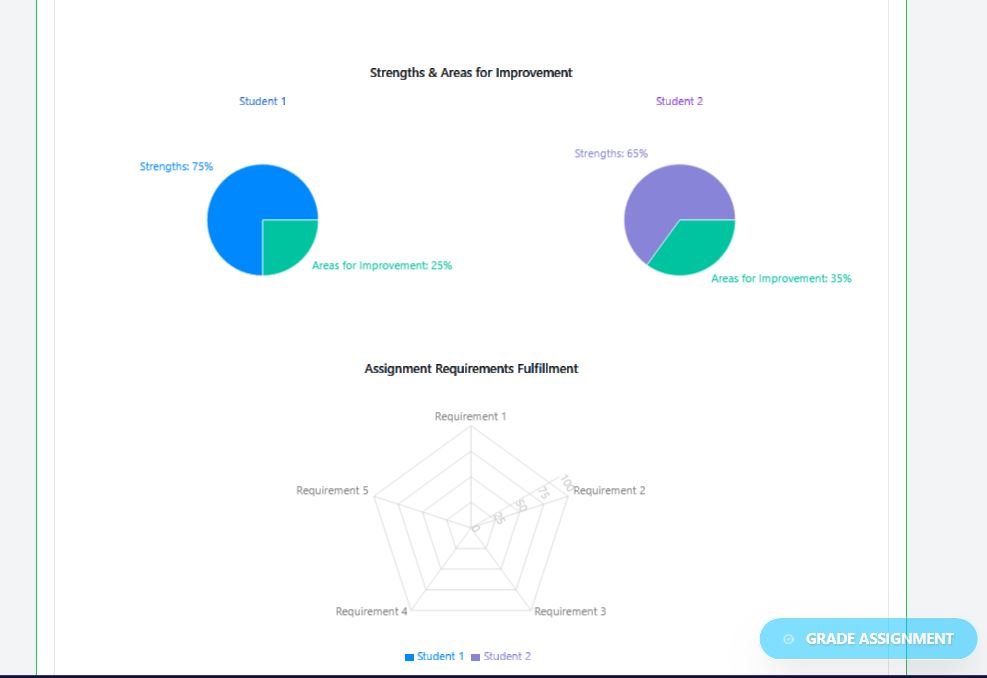 Strengths & Areas for Improvement
Student 1
Student 2
Strengths: 75%
Areas for Improvement: 25%
Strengths: 65%
Areas for Improvement: 35%
Assignment Requirements Fulfillment
Requirement 1
Requirement 2
Requirement 3
Requirement 4
Requirement 5
0
25
50
75
100
Student 1
Student 2
GRADE ASSIGNMENT